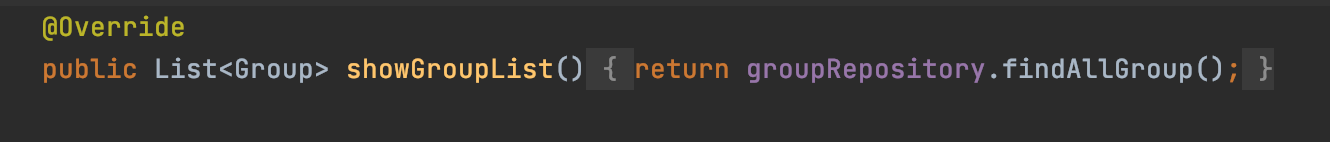 @Override
public List<Group> showGroupList() { return groupRepository.findAllGroup(); }